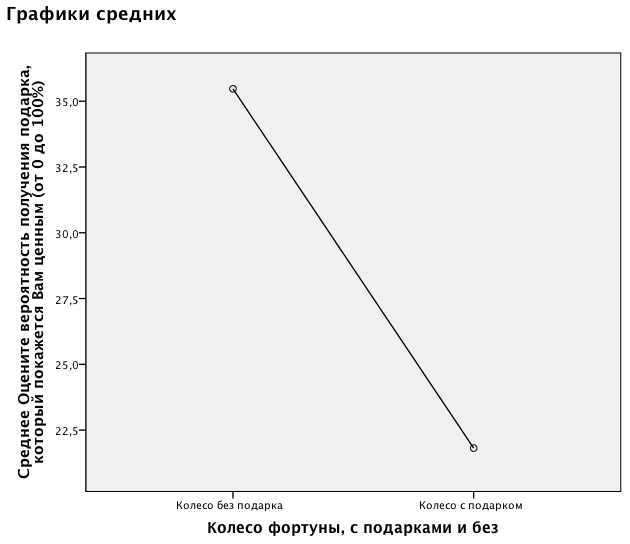 Графики средних
Среднее Оцените вероятность получения подарка,
который покажется Вам ценным (от 0 до 100%)
35,0
32,5
30,0
27,5
25,0
22,5
Колесо без подарка
Колесо с подарком
Колесо фортуны, с подарками и без